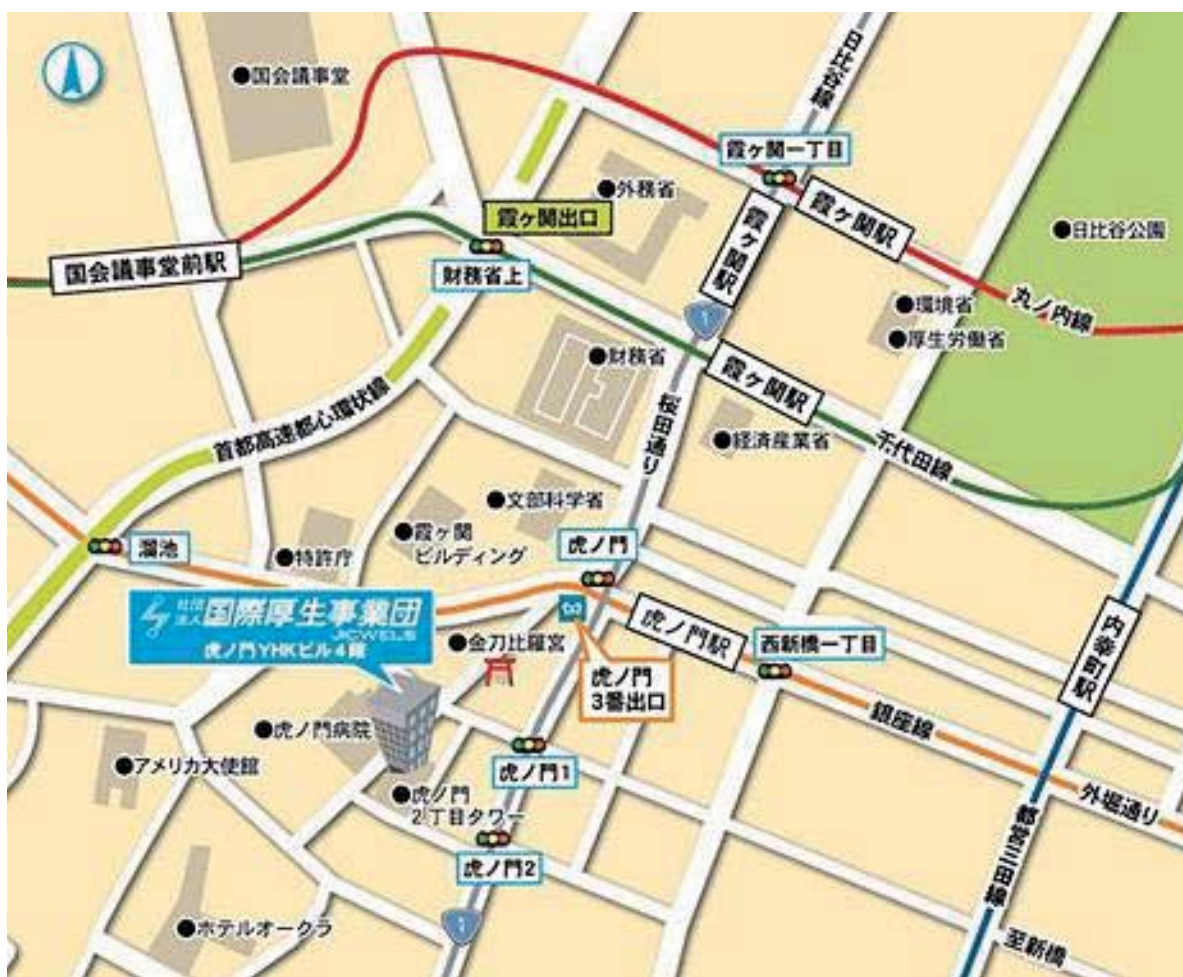 ●国会議事堂
日比谷線
霞ヶ関一丁目
●外務省
霞ヶ関出口
霞ヶ関駅
霞ヶ関駅
●日比谷公園
国会議事堂前駅
財務省上
1
●環境省
●厚生労働省
丸ノ内線
●財務省
霞ヶ関駅
首都高速都心環状線
桜田通り
●経済産業省
千代田線
●文部科学省
●霞ヶ関
ビルディング
溜池
●特許庁
虎ノ門
社団
法人
国際厚生事業団
JICWELS
虎ノ門YHKビル4階
●金刀比羅宮
虎ノ門駅
西新橋一丁目
内幸町駅
虎ノ門
3番出口
●虎ノ門病院
銀座線
●アメリカ大使館
虎ノ門1
●虎ノ門
2丁目タワー
外堀通り
虎ノ門2
都営三田線
●ホテルオークラ
1
至新橋